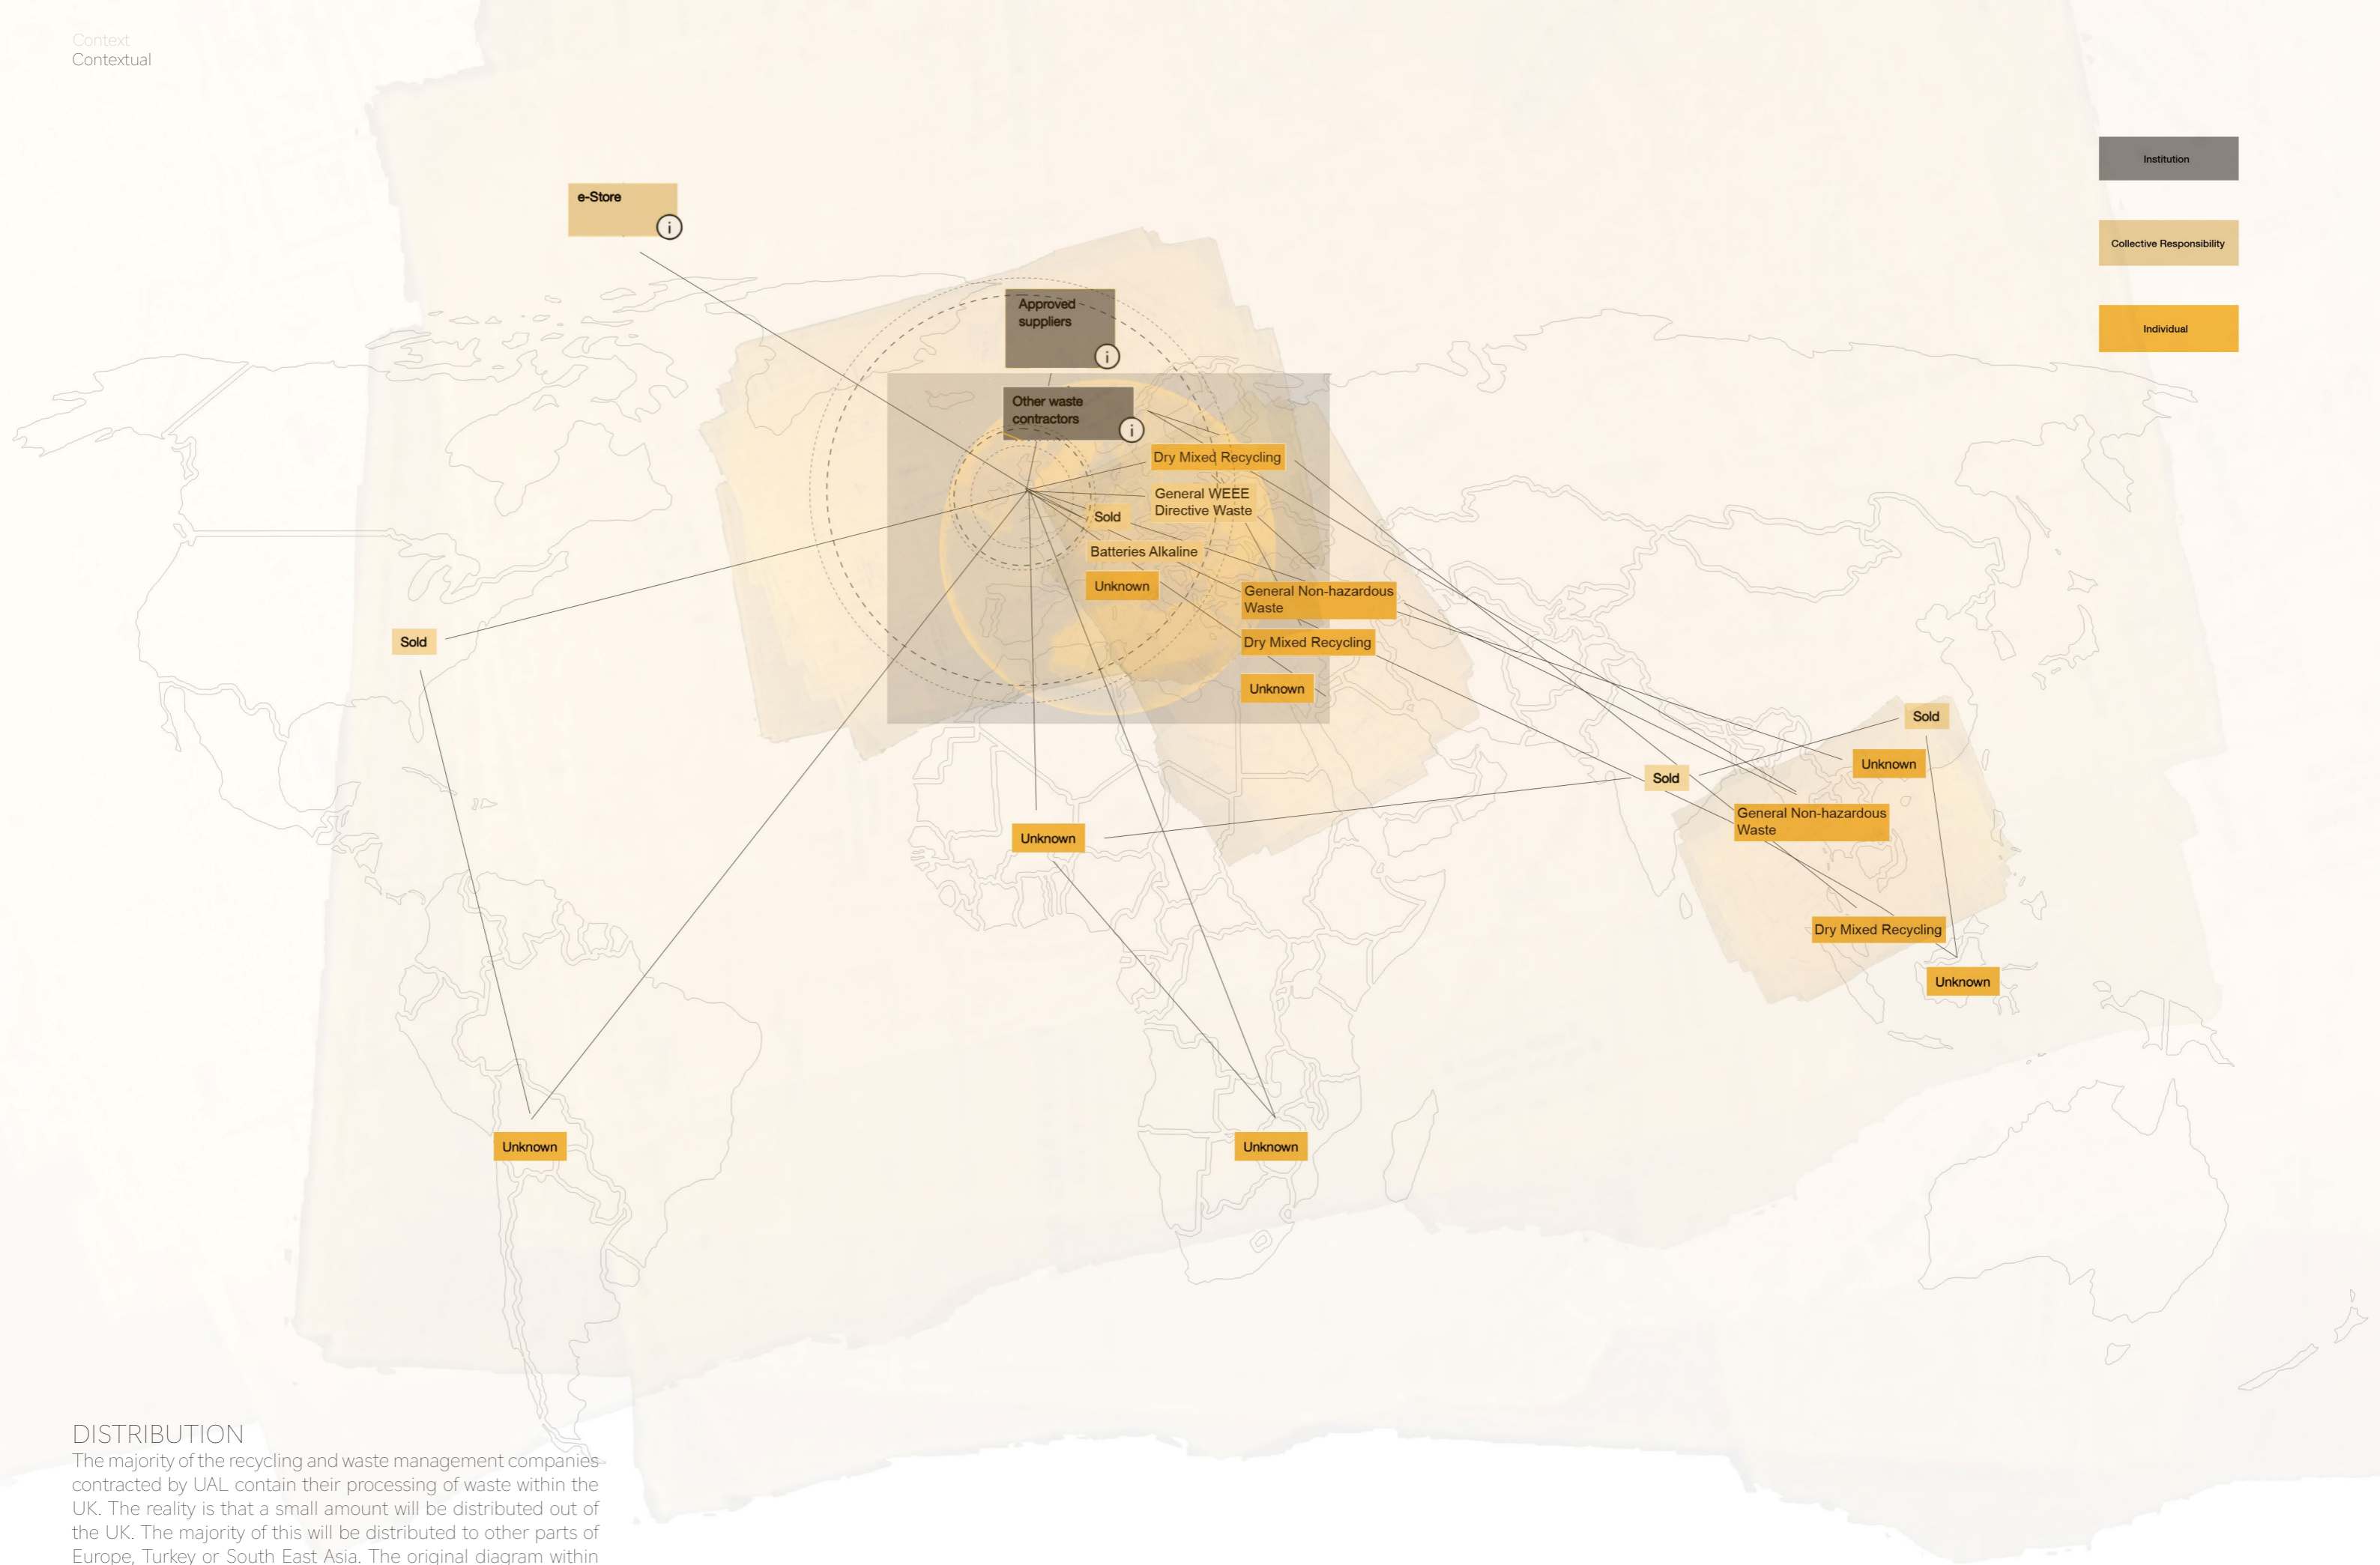 Context
Contextual
Institution
e-Store
i
Collective Responsibility
Approved
suppliers
i
Individual
Other waste
contractors
i
Dry Mixed Recycling
General WEEE
Directive Waste
Sold
Batteries Alkaline
Unknown
General Non-hazardous
Waste
Sold
Dry Mixed Recycling
Unknown
Sold
Unknown
Sold
General Non-hazardous
Waste
Unknown
Dry Mixed Recycling
Unknown
Unknown
Unknown
DISTRIBUTION
The majority of the recycling and waste management companies
contracted by UAL contain their processing of waste within the
UK. The reality is that a small amount will be distributed out of
the UK. The majority of this will be distributed to other parts of
Europe, Turkey or South East Asia. The original diagram within